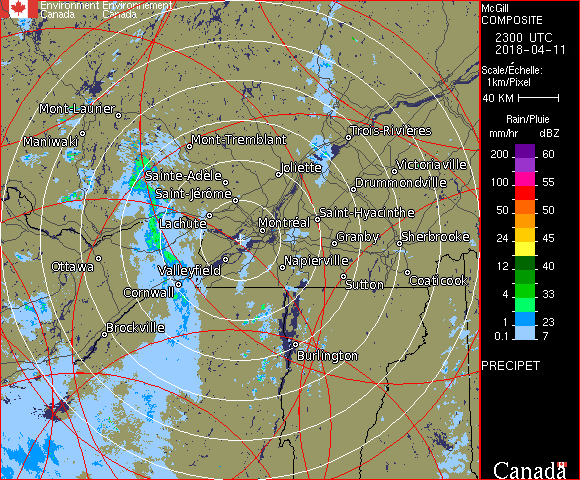 Environment Environnement
Canada Canada
Mont-Laurier
Maniwaki
Mont-Tremblant
Trois-Rivières
Sainte-Adèle
Joliette
Victoriaville
Saint-Jérôme
Drummondville
Lachute
Montréal
Saint-Hyacinthe
Granby
Sherbrooke
Ottawa
Valleyfield
Napierville
Cornwall
Sutton
Coaticook
Brockville
Burlington
McGill
COMPOSITE
2300 UTC
2018-04-11
Scale/Échelle:
1km/Pixel
40 KM
Rain/Pluie
mm/hr dBZ
200 60
100 55
50 50
24 45
12 40
4 33
1 23
0.1 7
PRECIPET
Canada